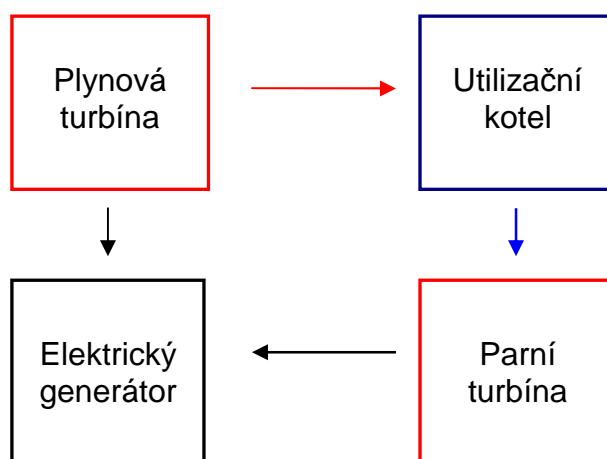 Plynová
turbína
Utilizační
kotel
Elektrický
generátor
Parní
turbína